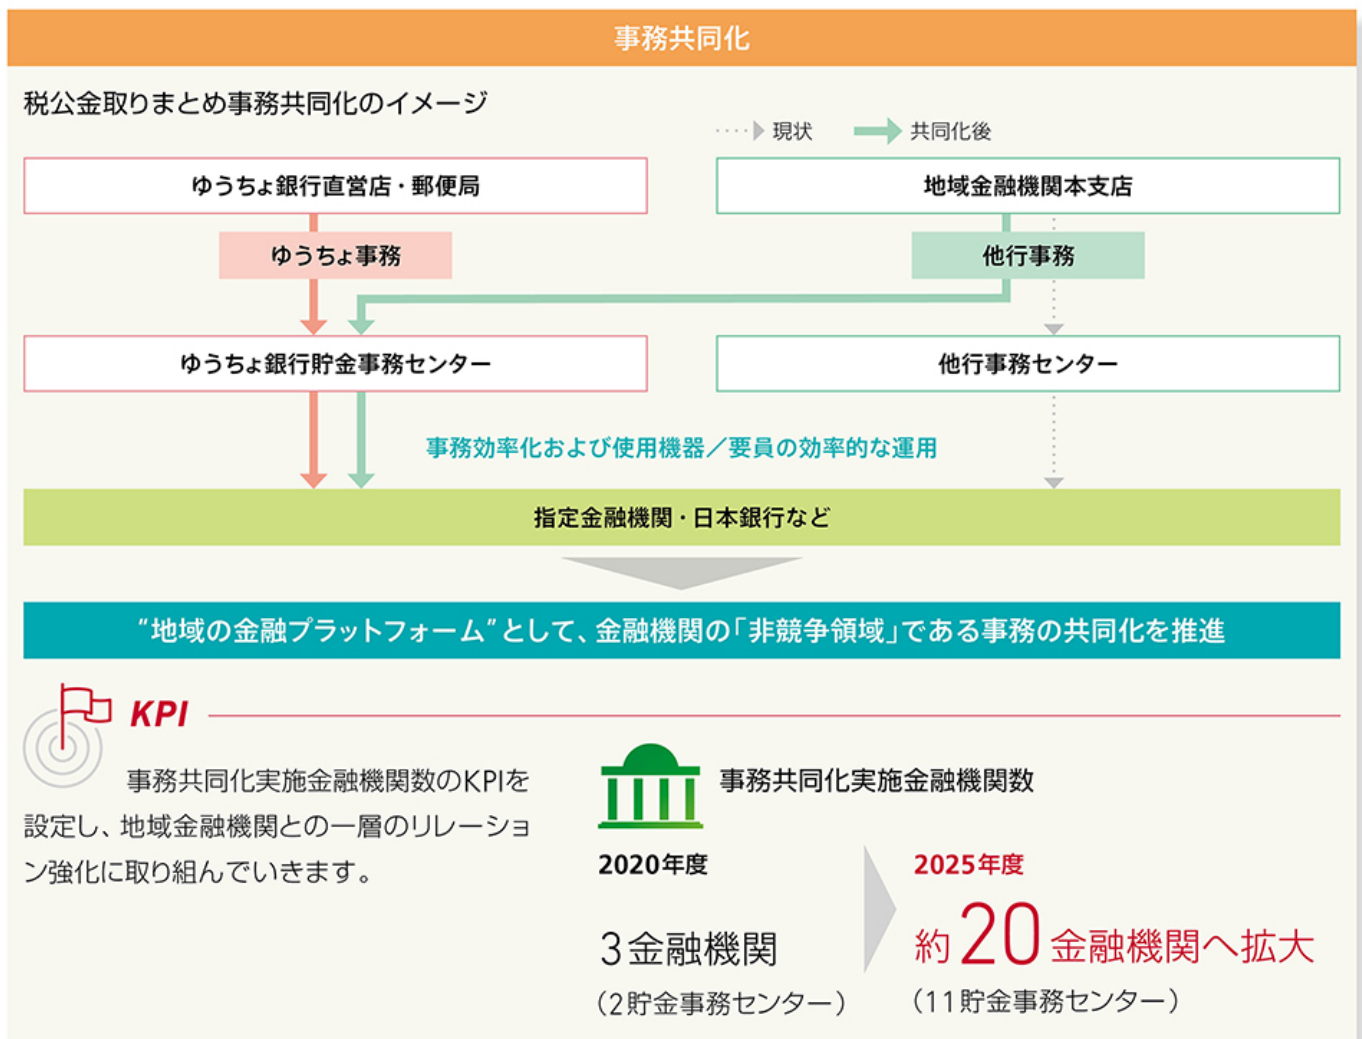 事務共同化
税公金取りまとめ事務共同化のイメージ
現状
共同化後
ゆうちょ銀行直営店・郵便局
地域金融機関本支店
ゆうちょ事務
他行事務
ゆうちょ銀行貯金事務センター
他行事務センター
事務効率化および使用機器／要員の効率的な運用
指定金融機関・日本銀行など
“地域の金融プラットフォーム”として、金融機関の「非競争領域」である事務の共同化を推進
KPI
事務共同化実施金融機関数のKPIを
設定し、地域金融機関との一層のリレーショ
ン強化に取り組んでいきます。
事務共同化実施金融機関数
2020年度
3金融機関
（2貯金事務センター）
2025年度
約20金融機関へ拡大
（11貯金事務センター）